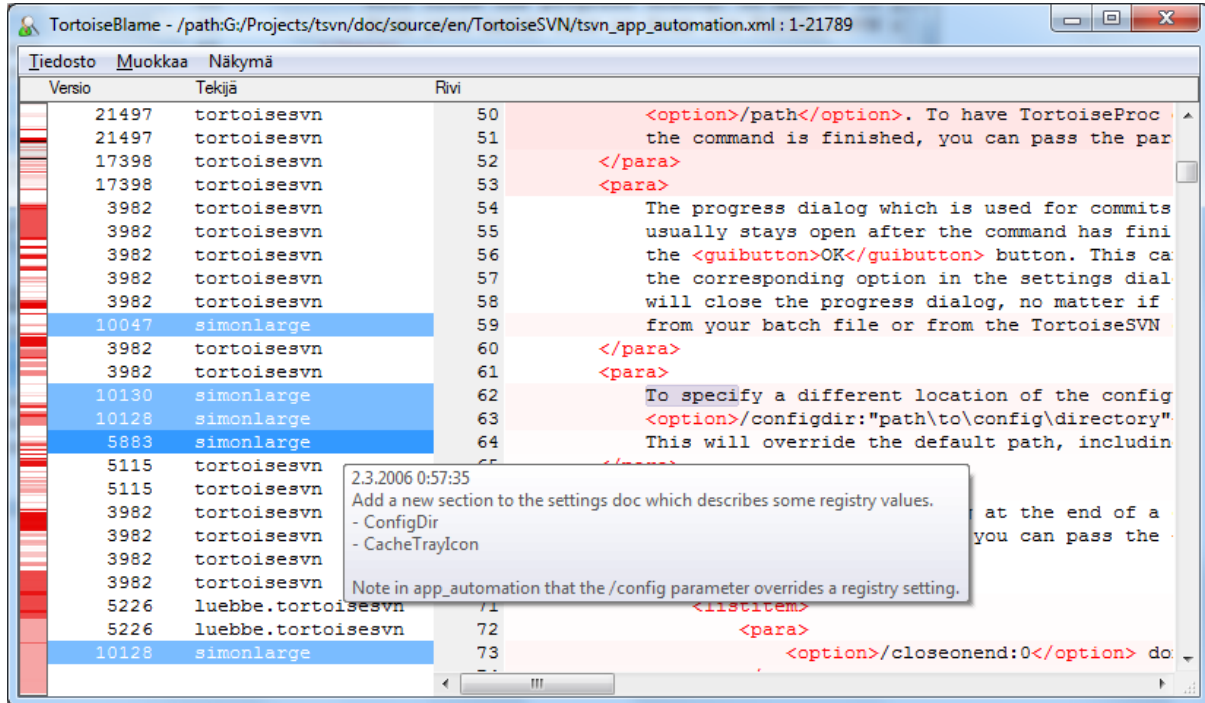 TortoiseBlame - /path:G:/Projects/tsvn/doc/source/en/TortoiseSVN/tsvn_app_automation.xml : 1-21789
Tiedosto Muokkaa Näkymä
Versio Tekijä Rivi
21497 tortoisesvn 50 <option>/path</option>. To have TortoiseProc
21497 tortoisesvn 51 the command is finished, you can pass the par
17398 tortoisesvn 52 </para>
17398 tortoisesvn 53 <para>
3982 tortoisesvn 54 The progress dialog which is used for commits
3982 tortoisesvn 55 usually stays open after the command has fini
3982 tortoisesvn 56 the <guibutton>OK</guibutton> button. This ca
3982 tortoisesvn 57 the corresponding option in the settings dial
3982 tortoisesvn 58 will close the progress dialog, no matter if
10047 simonlarge 59 from your batch file or from the TortoiseSVN
3982 tortoisesvn 60 </para>
3982 tortoisesvn 61 <para>
10130 simonlarge 62 To specify a different location of the config
10128 simonlarge 63 <option>/configdir:"path\to\config\directory"
5883 simonlarge 64 This will override the default path, includin
5115 tortoisesvn
5115 tortoisesvn
3982 tortoisesvn at the end of a
3982 tortoisesvn you can pass the
3982 tortoisesvn
3982 tortoisesvn
5226 luebbe.tortoisesvn 71 <listitem>
5226 luebbe.tortoisesvn 72 <para>
10128 simonlarge 73 <option>/closeonend:0</option> do
2.3.2006 0:57:35
Add a new section to the settings doc which describes some registry values.
- ConfigDir
- CacheTrayIcon
Note in app_automation that the /config parameter overrides a registry setting.